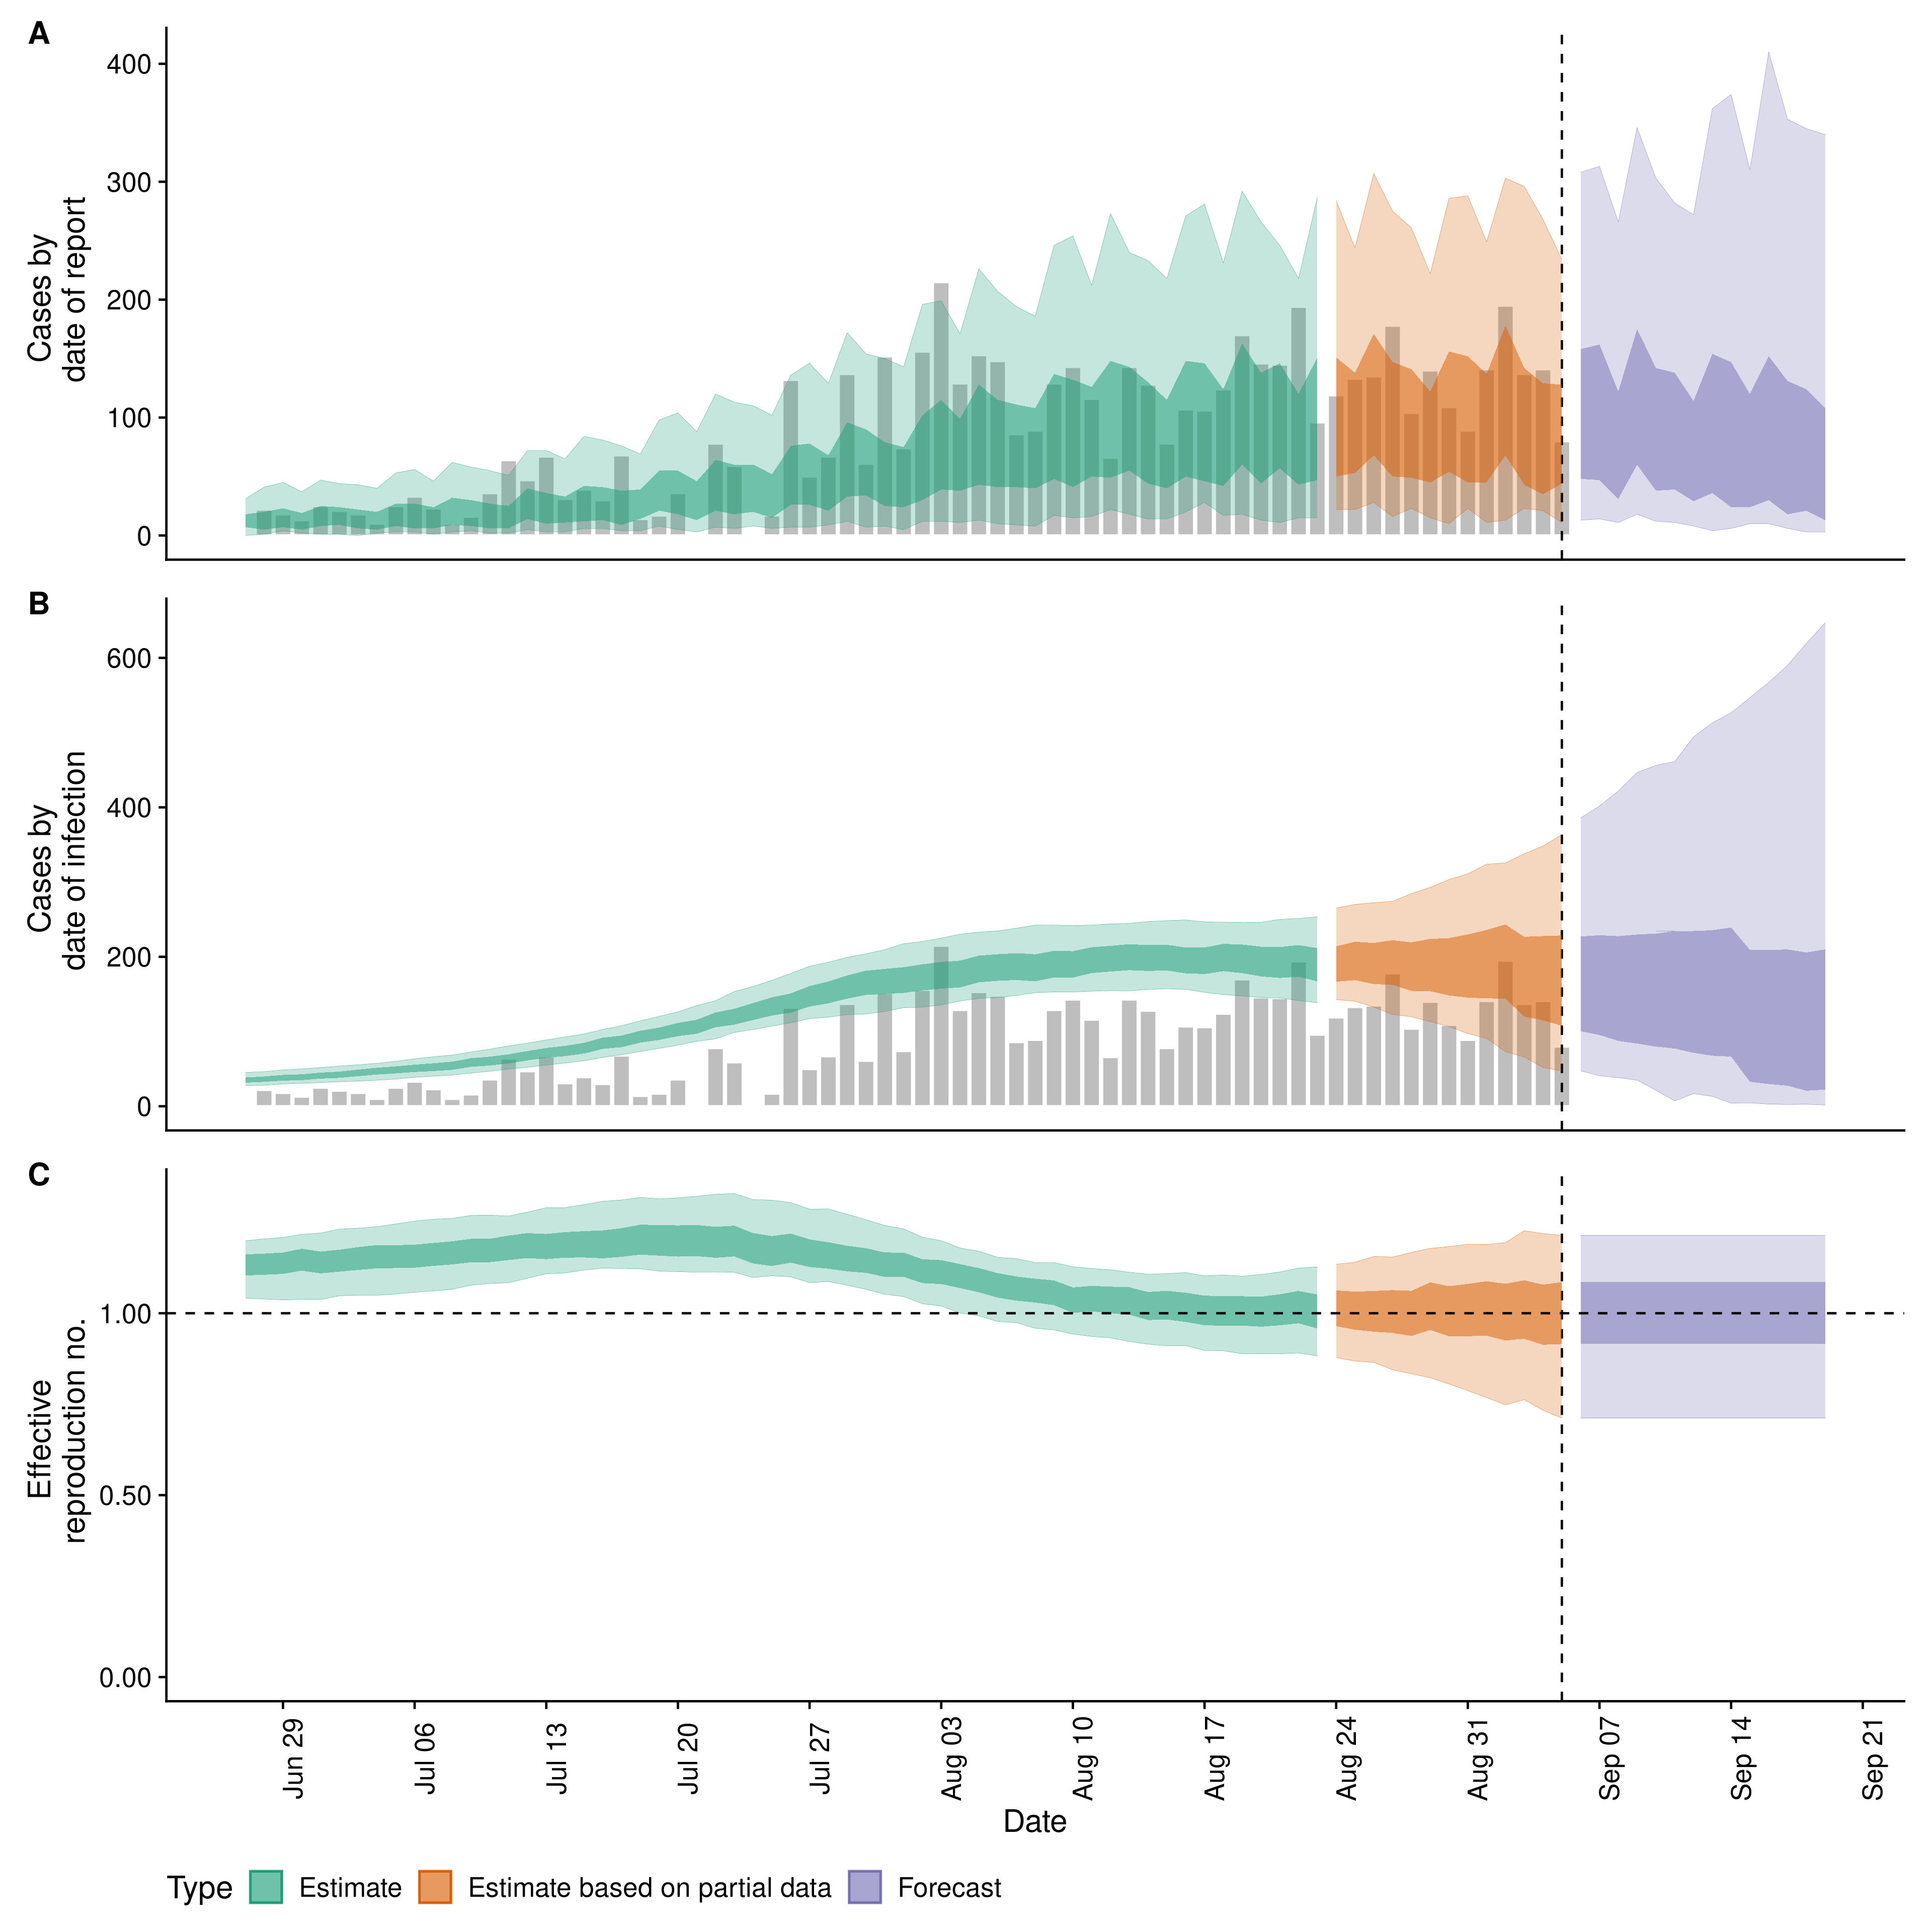 A
Cases by
date of report
400
300
200
100
0
B
Cases by
date of infection
600
400
200
0
C
Effective
reproduction no.
1.00
0.50
0.00
Jun 29
Jul 06
Jul 13
Jul 20
Jul 27
Aug 03
Aug 10
Aug 17
Aug 24
Aug 31
Sep 07
Sep 14
Sep 21
Date
Type Estimate Estimate based on partial data Forecast